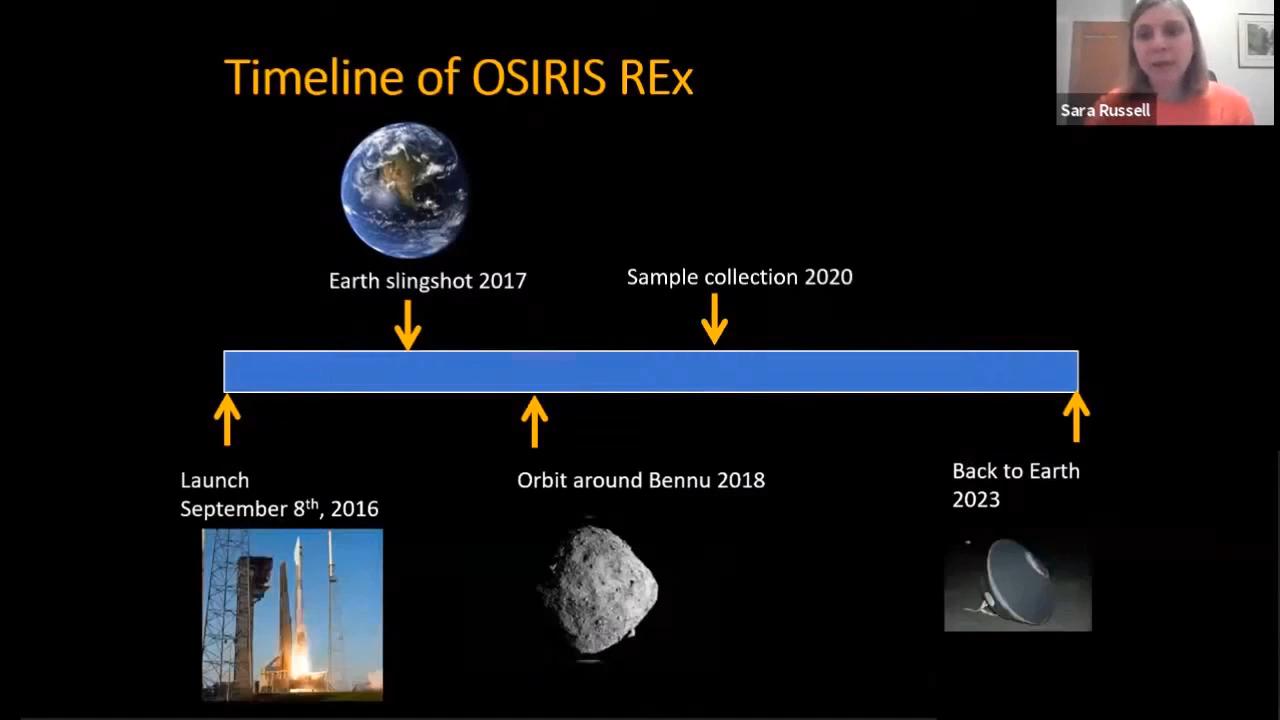 Timeline of OSIRIS REx
Sara Russell
Earth slingshot 2017
Sample collection 2020
Launch
September 8th, 2016
Orbit around Bennu 2018
Back to Earth
2023